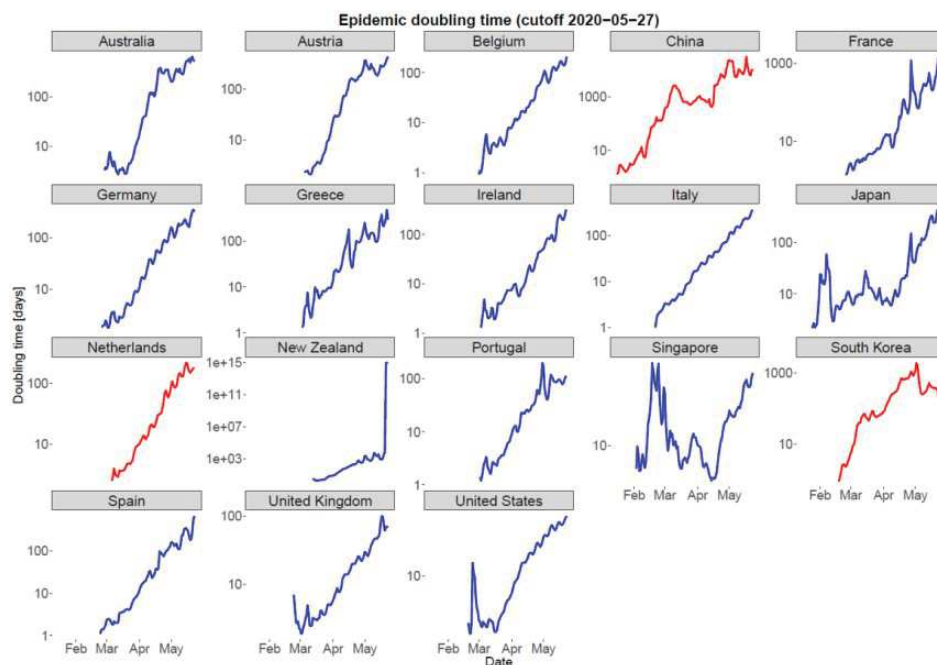 Epidemic doubling time (cutoff 2020−05−27)
Australia Austria Belgium China France
100- 100- 100- 1000- 1000-
10- 10- 10- 10- 10-
1-
Germany Greece Ireland Italy Japan
100- 100- 100- 100- 100-
10- 10- 10- 10- 10-
1- 1- 1-
Doubling time [days]
Netherlands New Zealand Portugal Singapore South Korea
100- 1e+15- 100- 1000-
1e+11-
10- 1e+07- 10- 10- 100-
1e+03- 1- 10-
Feb Mar Apr May Feb Mar Apr May
Spain United Kingdom United States
100- 100- 10-
10- 10-
1-
Feb Mar Apr May Feb Mar Apr May Feb Mar Apr May
Date